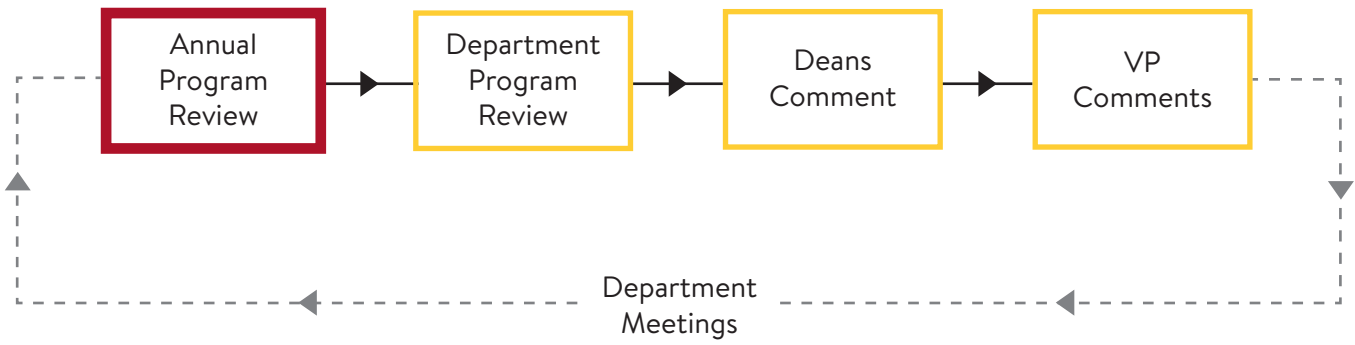 Annual
Program
Review
Department
Program
Review
Deans
Comment
VP
Comments
Department
Meetings